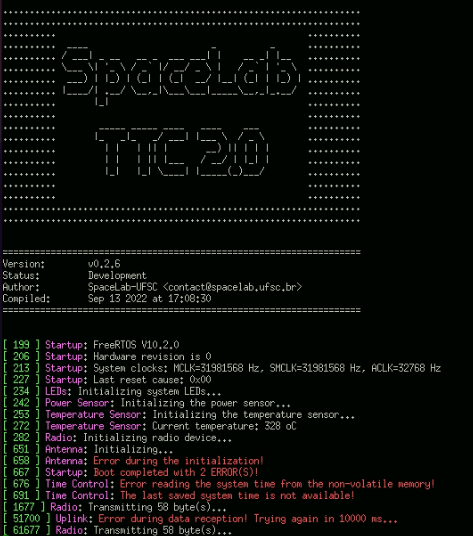 SpaceLab
TTC 2.0
Version: v0.2.6
Status: Development
Author: SpaceLab-UFSC <contact@spacelab.ufsc.br>
Compiled: Sep 13 2022 at 17:08:30
[ 199 ] Startup: FreeRTOS V10.2.0
[ 206 ] Startup: Hardware revision is 0
[ 213 ] Startup: System clocks: MCLK=31981568 Hz, SMCLK=31981568 Hz, ACLK=32768 Hz
[ 227 ] Startup: Last reset cause: 0x00
[ 234 ] LEDs: Initializing system LEDs...
[ 242 ] Power Sensor: Initializing the power sensor...
[ 253 ] Temperature Sensor: Initializing the temperature sensor...
[ 272 ] Temperature Sensor: Current temperature: 328 oC
[ 282 ] Radio: Initializing radio device...
[ 651 ] Antenna: Initializing...
[ 658 ] Antenna: Error during the initialization!
[ 667 ] Startup: Boot completed with 2 ERROR(S)!
[ 676 ] Time Control: Error reading the system time from the non-volatile memory!
[ 691 ] Time Control: The last saved system time is not available!
[ 1677 ] Radio: Transmitting 58 byte(s)...
[ 51700 ] Uplink: Error during data reception! Trying again in 10000 ms...
[ 61677 ] Radio: Transmitting 58 byte(s)...